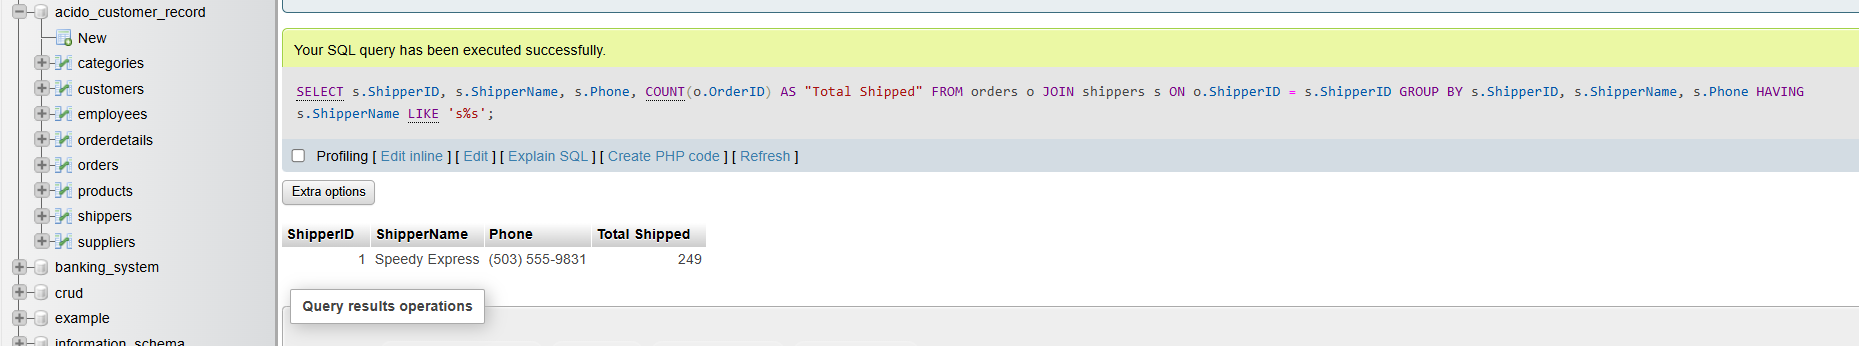 acido_customer_record
New
categories
customers
employees
orderdetails
orders
products
shippers
suppliers
banking_system
crud
example
information_schema
Your SQL query has been executed successfully.
SELECT s.ShipperID, s.ShipperName, s.Phone, COUNT(o.OrderID) AS "Total Shipped" FROM orders o JOIN shippers s ON o.ShipperID = s.ShipperID GROUP BY s.ShipperID, s.ShipperName, s.Phone HAVING
s.ShipperName LIKE 's%s';
Profiling [ Edit inline ] [ Edit ] [ Explain SQL ] [ Create PHP code ] [ Refresh ]
Extra options
ShipperID ShipperName Phone Total Shipped
1 Speedy Express (503) 555-9831 249
Query results operations